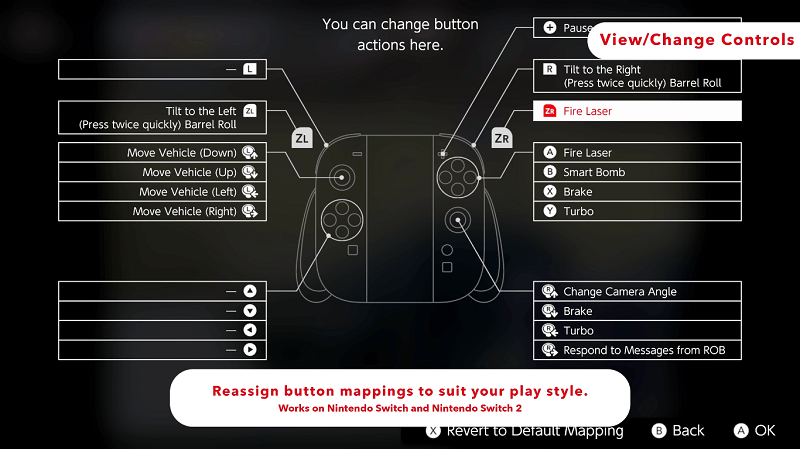 You can change button
actions here.
Pause
View/Change Controls
— L
R Tilt to the Right
(Press twice quickly) Barrel Roll
Tilt to the Left ZL
(Press twice quickly) Barrel Roll
ZR Fire Laser
ZL
ZR
Move Vehicle (Down) L
Move Vehicle (Up) L
Move Vehicle (Left) L
Move Vehicle (Right) L
A Fire Laser
B Smart Bomb
X Brake
Y Turbo
—
—
—
—
R Change Camera Angle
R Brake
R Turbo
R Respond to Messages from ROB
Reassign button mappings to suit your play style.
Works on Nintendo Switch and Nintendo Switch 2
X Revert to Default Mapping
B Back
A OK